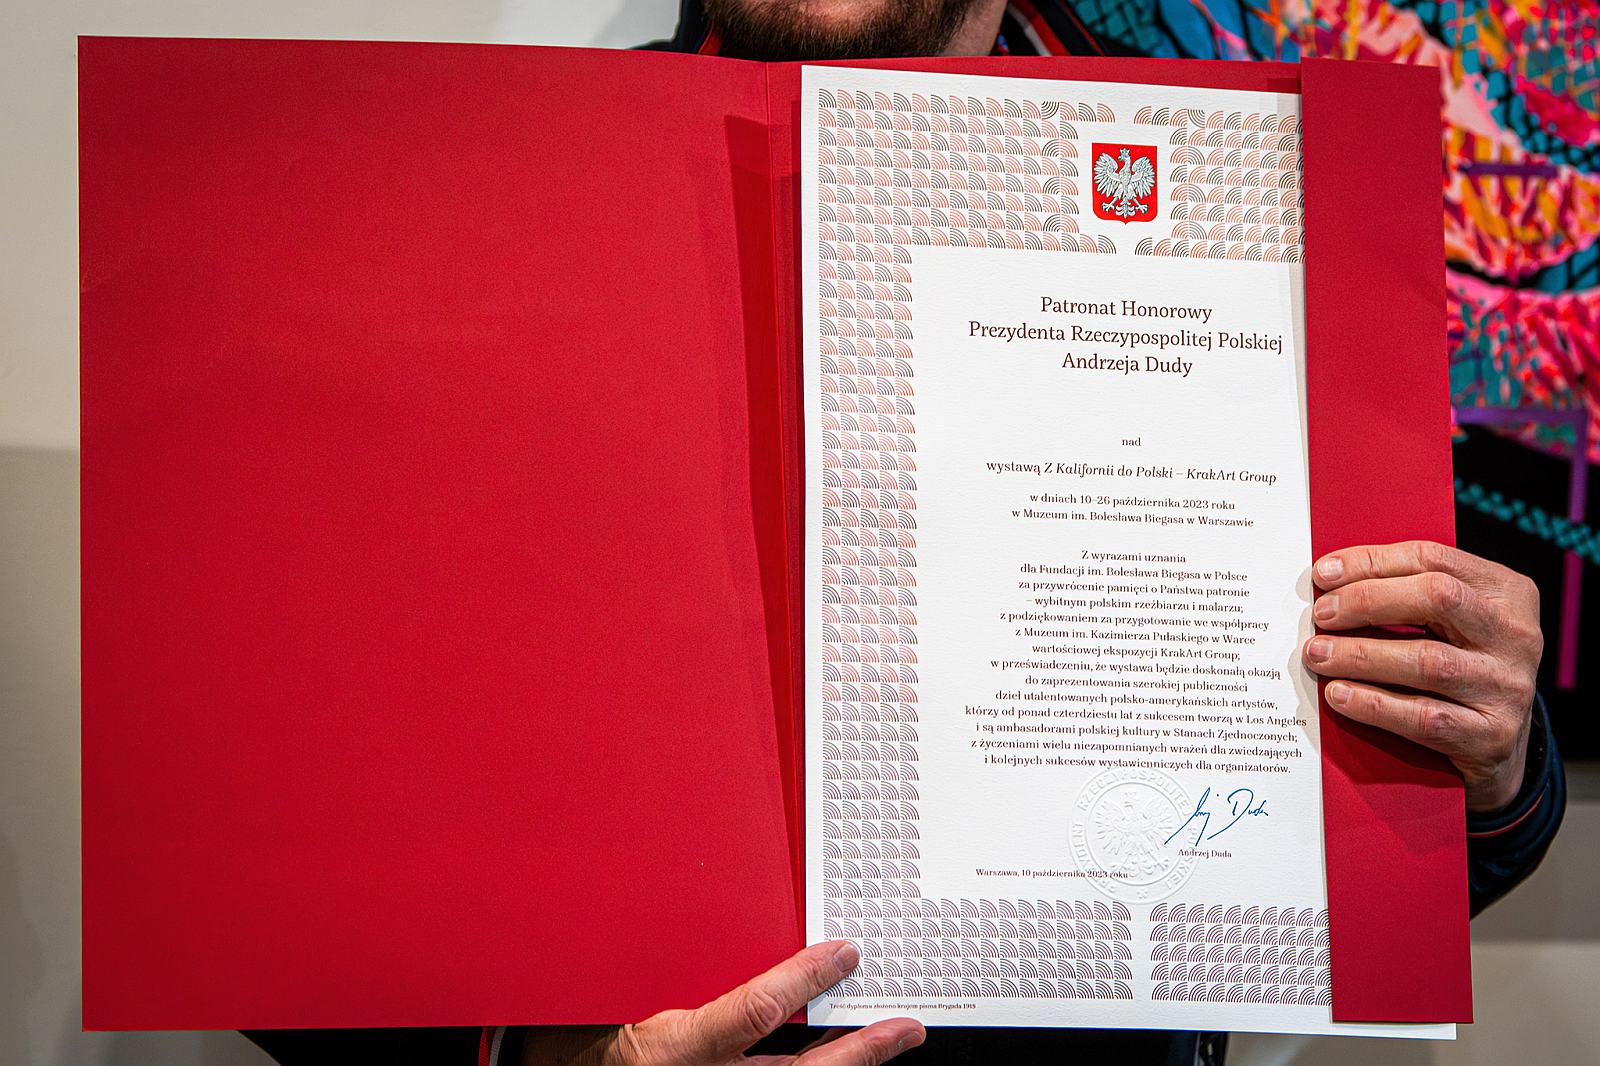 Patronat Honorowy
Prezydenta Rzeczypospolitej Polskiej
Andrzeja Dudy
nad
wystawą Z Kalifornii do Polski – KrakArt Group
w dniach 10–26 października 2023 roku
w Muzeum im. Bolesława Biegasa w Warszawie
Z wyrazami uznania
dla Fundacji im. Bolesława Biegasa w Polsce
za przywrócenie pamięci o Państwa patronie
– wybitnym polskim rzeźbiarzu i malarzu;
z podziękowaniem za przygotowanie we współpracy
z Muzeum im. Kazimierza Pułaskiego w Warce
wartościowej ekspozycji KrakArt Group;
w przeświadczeniu, że wystawa będzie doskonałą okazją
do zaprezentowania szerokiej publiczności
dzieł utalentowanych polsko-amerykańskich artystów,
którzy od ponad czterdziestu lat z sukcesem tworzą w Los Angeles
i są ambasadorami polskiej kultury w Stanach Zjednoczonych;
z życzeniami wielu niezapomnianych wrażeń dla zwiedzających
i kolejnych sukcesów wystawienniczych dla organizatorów.
PREZYDENT RZECZYPOSPOLITEJ POLSKIEJ
Andrzej Duda
Warszawa, 10 października 2023 roku
Treść dyplomu złożono krojem pisma Brygada 1918